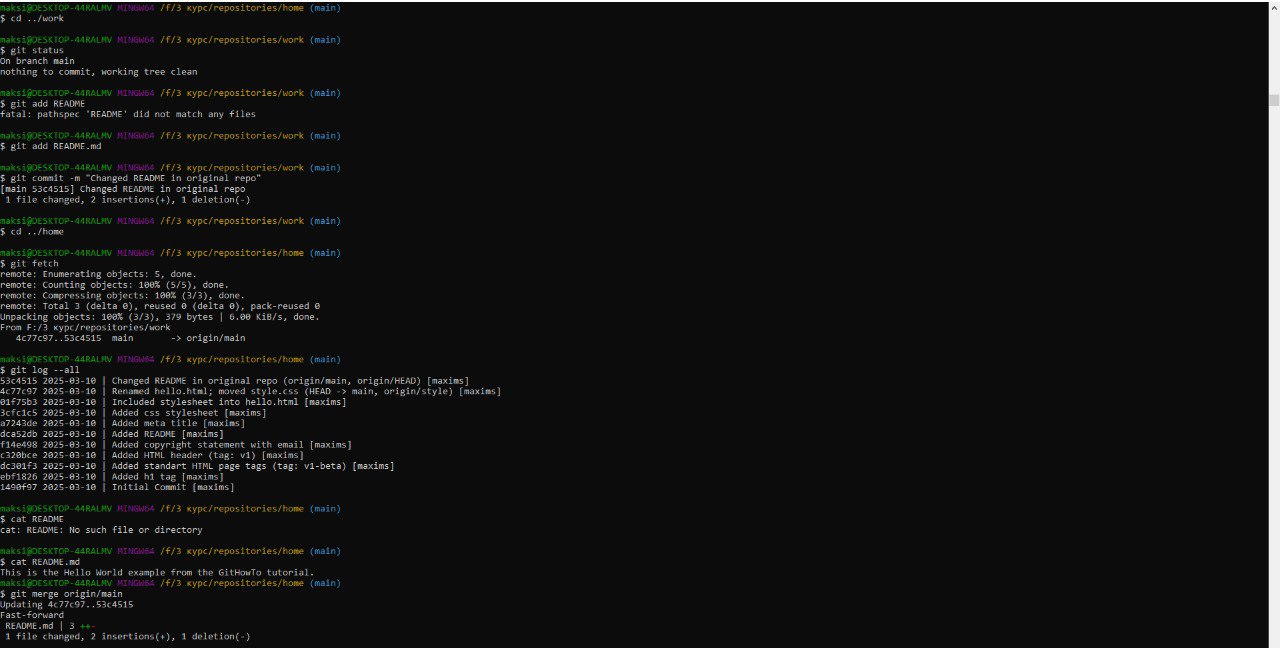 maksi@DESKTOP-44RALMV MINGW64 /f/3 курс/repositories/home (main)
$ cd ../work
maksi@DESKTOP-44RALMV MINGW64 /f/3 курс/repositories/work (main)
$ git status
On branch main
nothing to commit, working tree clean
maksi@DESKTOP-44RALMV MINGW64 /f/3 курс/repositories/work (main)
$ git add README
fatal: pathspec 'README' did not match any files
maksi@DESKTOP-44RALMV MINGW64 /f/3 курс/repositories/work (main)
$ git add README.md
maksi@DESKTOP-44RALMV MINGW64 /f/3 курс/repositories/work (main)
$ git commit -m "Changed README in original repo"
[main 53c4515] Changed README in original repo
1 file changed, 2 insertions(+), 1 deletion(-)
maksi@DESKTOP-44RALMV MINGW64 /f/3 курс/repositories/work (main)
$ cd ../home
maksi@DESKTOP-44RALMV MINGW64 /f/3 курс/repositories/home (main)
$ git fetch
remote: Enumerating objects: 5, done.
remote: Counting objects: 100% (5/5), done.
remote: Compressing objects: 100% (3/3), done.
remote: Total 3 (delta 0), reused 0 (delta 0), pack-reused 0
Unpacking objects: 100% (3/3), 379 bytes | 6.00 KiB/s, done.
From F:/3 курс/repositories/work
4c77c97..53c4515 main -> origin/main
maksi@DESKTOP-44RALMV MINGW64 /f/3 курс/repositories/home (main)
$ git log --all
53c4515 2025-03-10 | Changed README in original repo (origin/main, origin/HEAD) [maxims]
4c77c97 2025-03-10 | Renamed hello.html; moved style.css (HEAD -> main, origin/style) [maxims]
01f75b3 2025-03-10 | Included stylesheet into hello.html [maxims]
3cfc1c5 2025-03-10 | Added css stylesheet [maxims]
a7243de 2025-03-10 | Added meta title [maxims]
dca52db 2025-03-10 | Added README [maxims]
f14e498 2025-03-10 | Added copyright statement with email [maxims]
c320bce 2025-03-10 | Added HTML header (tag: v1) [maxims]
dc301f3 2025-03-10 | Added standart HTML page tags (tag: v1-beta) [maxims]
ebf1826 2025-03-10 | Added h1 tag [maxims]
1490f97 2025-03-10 | Initial Commit [maxims]
maksi@DESKTOP-44RALMV MINGW64 /f/3 курс/repositories/home (main)
$ cat README
cat: README: No such file or directory
maksi@DESKTOP-44RALMV MINGW64 /f/3 курс/repositories/home (main)
$ cat README.md
This is the Hello World example from the GitHowTo tutorial.
maksi@DESKTOP-44RALMV MINGW64 /f/3 курс/repositories/home (main)
$ git merge origin/main
Updating 4c77c97..53c4515
Fast-forward
README.md | 3 ++-
1 file changed, 2 insertions(+), 1 deletion(-)